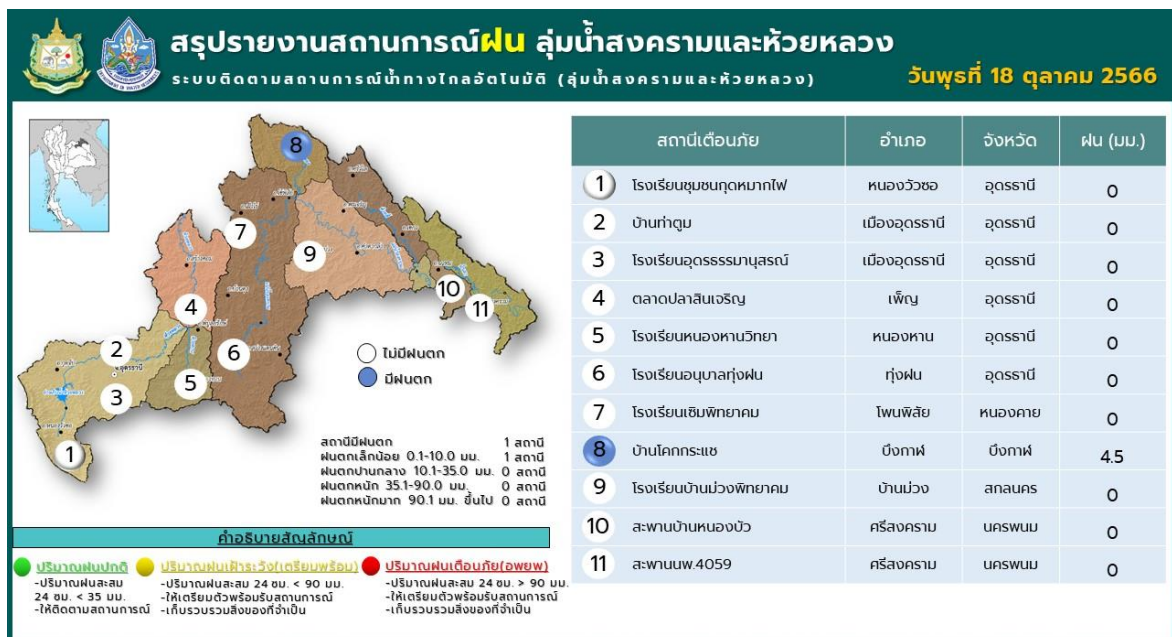 สรุปรายงานสถานการณ์ฝน ลุ่มน้ำสงครามและห้วยหลวง
ระบบติดตามสถานการณ์น้ำทางไกลอัตโนมัติ (ลุ่มน้ำสงครามและห้วยหลวง)
วันพุธที่ 18 ตุลาคม 2566
8
7
9
10
11
4
2
6
5
3
1
อ.อุดรธานี
ไม่มีฝนตก
มีฝนตก
สถานีมีฝนตก 1 สถานี
ฝนตกเล็กน้อย 0.1-10.0 มม. 1 สถานี
ฝนตกปานกลาง 10.1-35.0 มม. 0 สถานี
ฝนตกหนัก 35.1-90.0 มม. 0 สถานี
ฝนตกหนักมาก 90.1 มม. ขึ้นไป 0 สถานี
คำอธิบายสัญลักษณ์
ปริมาณฝนปกติ
-ปริมาณฝนสะสม
24 ชม. < 35 มม.
-ให้ติดตามสถานการณ์
ปริมาณฝนเฝ้าระวัง(เตรียมพร้อม)
-ปริมาณฝนสะสม 24 ชม. < 90 มม.
-ให้เตรียมตัวพร้อมรับสถานการณ์
-เก็บรวบรวมสิ่งของที่จำเป็น
ปริมาณฝนเตือนภัย(อพยพ)
-ปริมาณฝนสะสม 24 ชม. > 90 มม.
-ให้เตรียมตัวพร้อมรับสถานการณ์
-เก็บรวบรวมสิ่งของที่จำเป็น
สถานีเตือนภัย อำเภอ จังหวัด ฝน (มม.)
1 โรงเรียนชุมชนกุดหมากไฟ หนองวัวซอ อุดรธานี 0
2 บ้านท่าตูม เมืองอุดรธานี อุดรธานี 0
3 โรงเรียนอุดรธรรมานุสรณ์ เมืองอุดรธานี อุดรธานี 0
4 ตลาดปลาสินเจริญ เพ็ญ อุดรธานี 0
5 โรงเรียนหนองหานวิทยา หนองหาน อุดรธานี 0
6 โรงเรียนอนุบาลทุ่งฝน ทุ่งฝน อุดรธานี 0
7 โรงเรียนเซิมพิทยาคม โพนพิสัย หนองคาย 0
8 บ้านโคกกระแซ บึงกาฬ บึงกาฬ 4.5
9 โรงเรียนบ้านม่วงพิทยาคม บ้านม่วง สกลนคร 0
10 สะพานบ้านหนองบัว ศรีสงคราม นครพนม 0
11 สะพานนพ.4059 ศรีสงคราม นครพนม 0